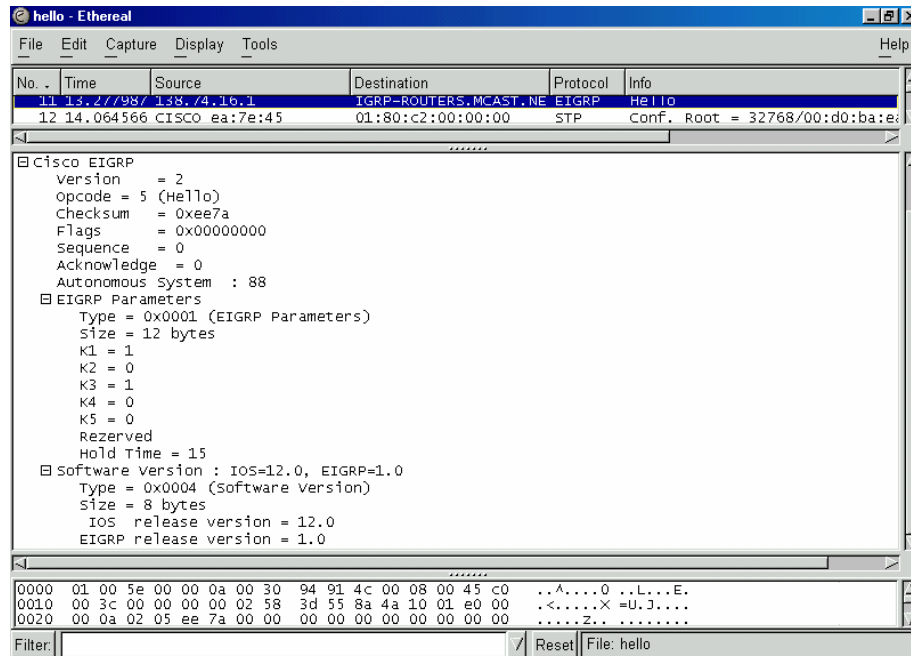 hello - Ethereal
File Edit Capture Display Tools Help
No. . Time Source Destination Protocol Info
11 13.277987 138.74.16.1 IGRP-ROUTERS.MCAST.NE EIGRP Hello
12 14.064566 CISCO ea:7e:45 01:80:c2:00:00:00 STP Conf. Root = 32768/00:d0:ba:ea
Cisco EIGRP
Version = 2
Opcode = 5 (Hello)
Checksum = 0xee7a
Flags = 0x00000000
Sequence = 0
Acknowledge = 0
Autonomous System : 88
EIGRP Parameters
Type = 0x0001 (EIGRP Parameters)
Size = 12 bytes
K1 = 1
K2 = 0
K3 = 1
K4 = 0
K5 = 0
Rezerved
Hold Time = 15
Software Version : IOS=12.0, EIGRP=1.0
Type = 0x0004 (Software Version)
Size = 8 bytes
IOS release version = 12.0
EIGRP release version = 1.0
0000 01 00 5e 00 00 0a 00 30 94 91 4c 00 08 00 45 c0 ..^....0 ..L...E.
0010 00 3c 00 00 00 00 02 58 3d 55 8a 4a 10 01 e0 00 .<.....X =U.J....
0020 00 0a 02 05 ee 7a 00 00 00 00 00 00 00 00 00 00 .....z.. ........
Filter: Reset File: hello